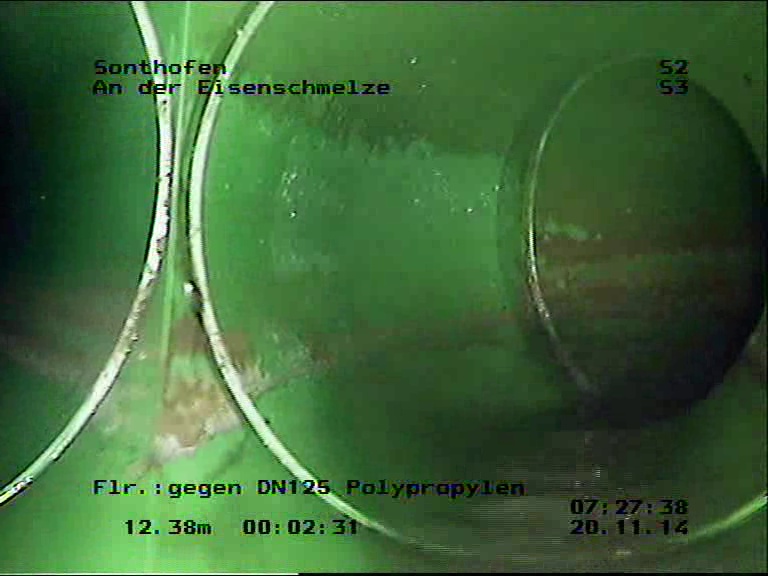 Sonthofen S2
An der Eisenschmelze S3
Flr.:gegen DN125 Polypropylen
07:27:38
12.38m 00:02:31 20.11.14